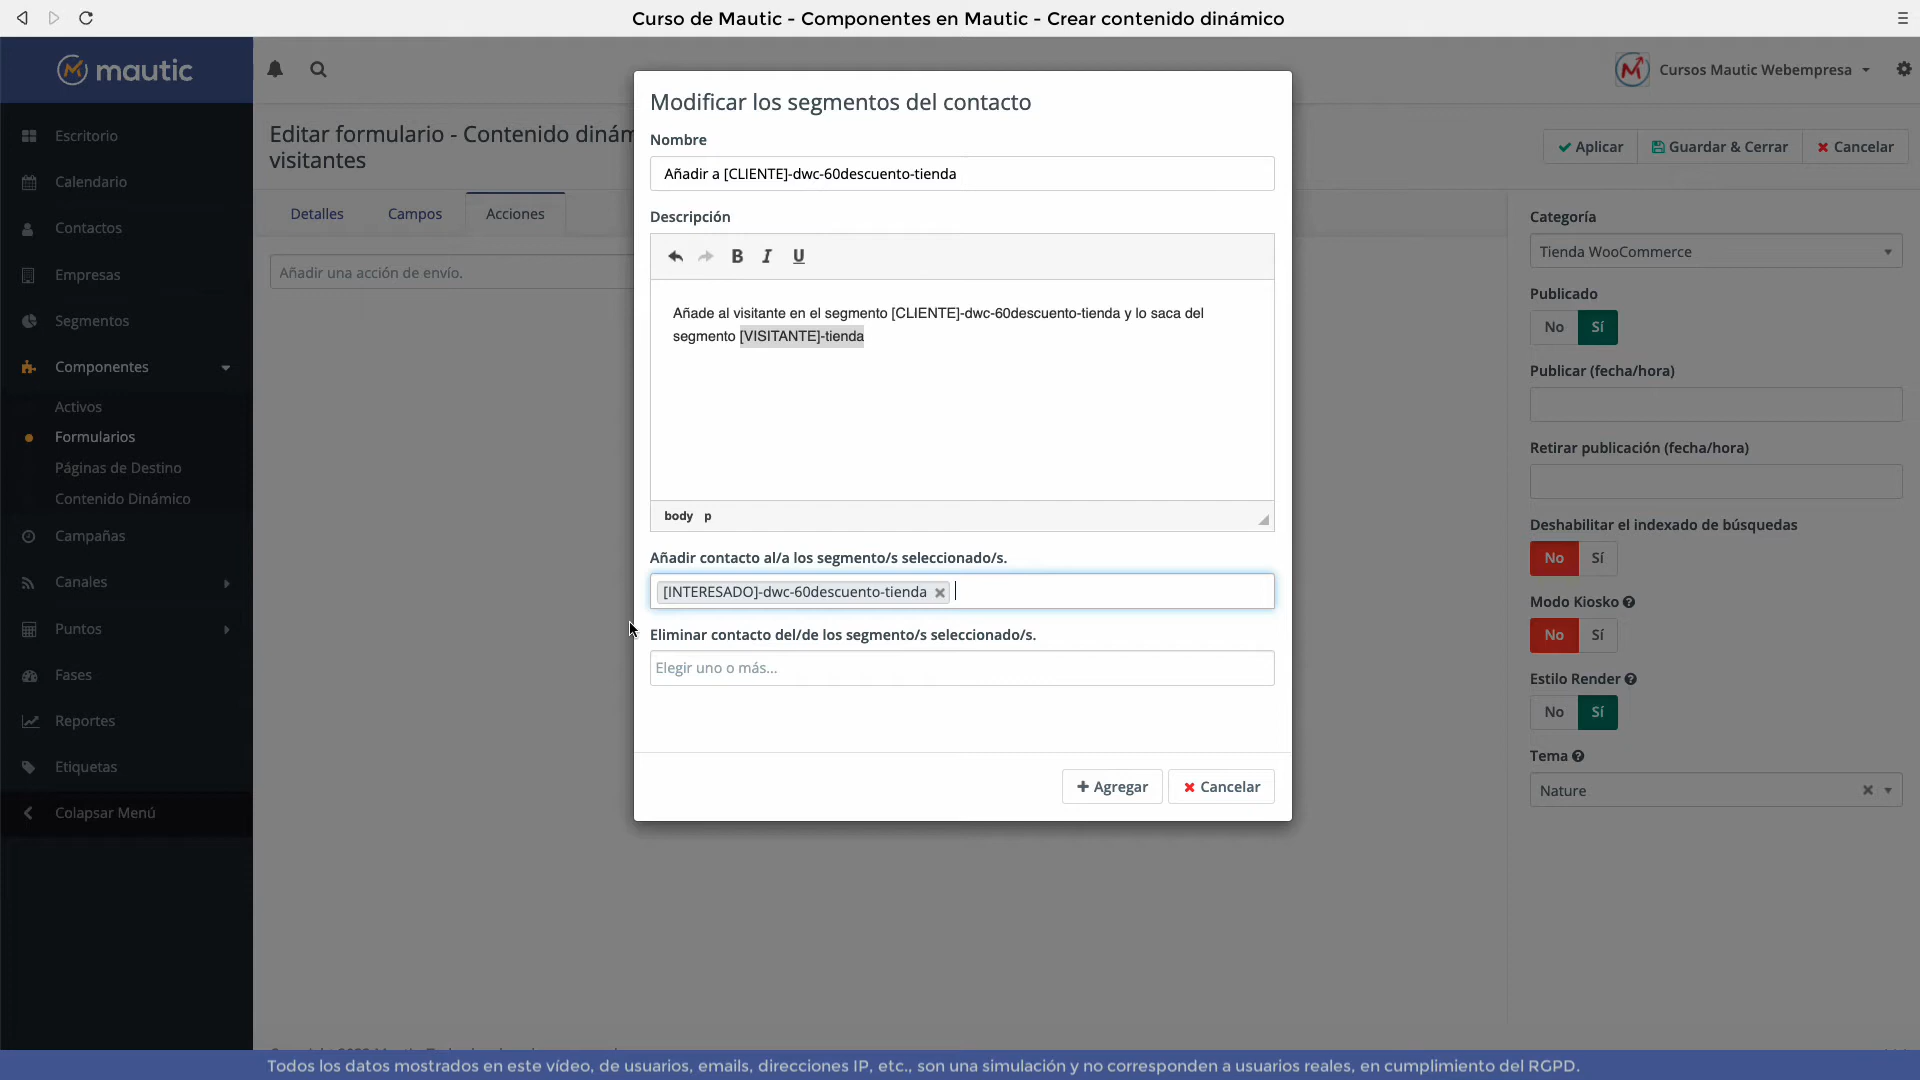 Curso de Mautic - Componentes en Mautic - Crear contenido dinámico
mautic
Cursos Mautic Webempresa
Escritorio
Calendario
Contactos
Empresas
Segmentos
Componentes
Activos
Formularios
Páginas de Destino
Contenido Dinámico
Campañas
Canales
Puntos
Fases
Reportes
Etiquetas
Colapsar Menú
Editar formulario - Contenido
visitantes
Aplicar
Guardar & Cerrar
Cancelar
Detalles
Campos
Acciones
Añadir una acción de envío.
Modificar los segmentos del contacto
Nombre
Añadir a [CLIENTE]-dwc-60descuento-tienda
Descripción
B I U
Añade al visitante en el segmento [CLIENTE]-dwc-60descuento-tienda y lo saca del
segmento [VISITANTE]-tienda
body p
Añadir contacto al/a los segmento/s seleccionado/s.
[INTERESADO]-dwc-60descuento-tienda
Eliminar contacto del/de los segmento/s seleccionado/s.
Elegir uno o más...
Agregar
Cancelar
Categoría
Tienda WooCommerce
Publicado
No Sí
Publicar (fecha/hora)
Retirar publicación (fecha/hora)
Deshabilitar el indexado de búsquedas
No Sí
Modo Kiosko
No Sí
Estilo Render
No Sí
Tema
Nature
Todos los datos mostrados en este vídeo, de usuarios, emails, direcciones IP, etc., son una simulación y no corresponden a usuarios reales, en cumplimiento del RGPD.